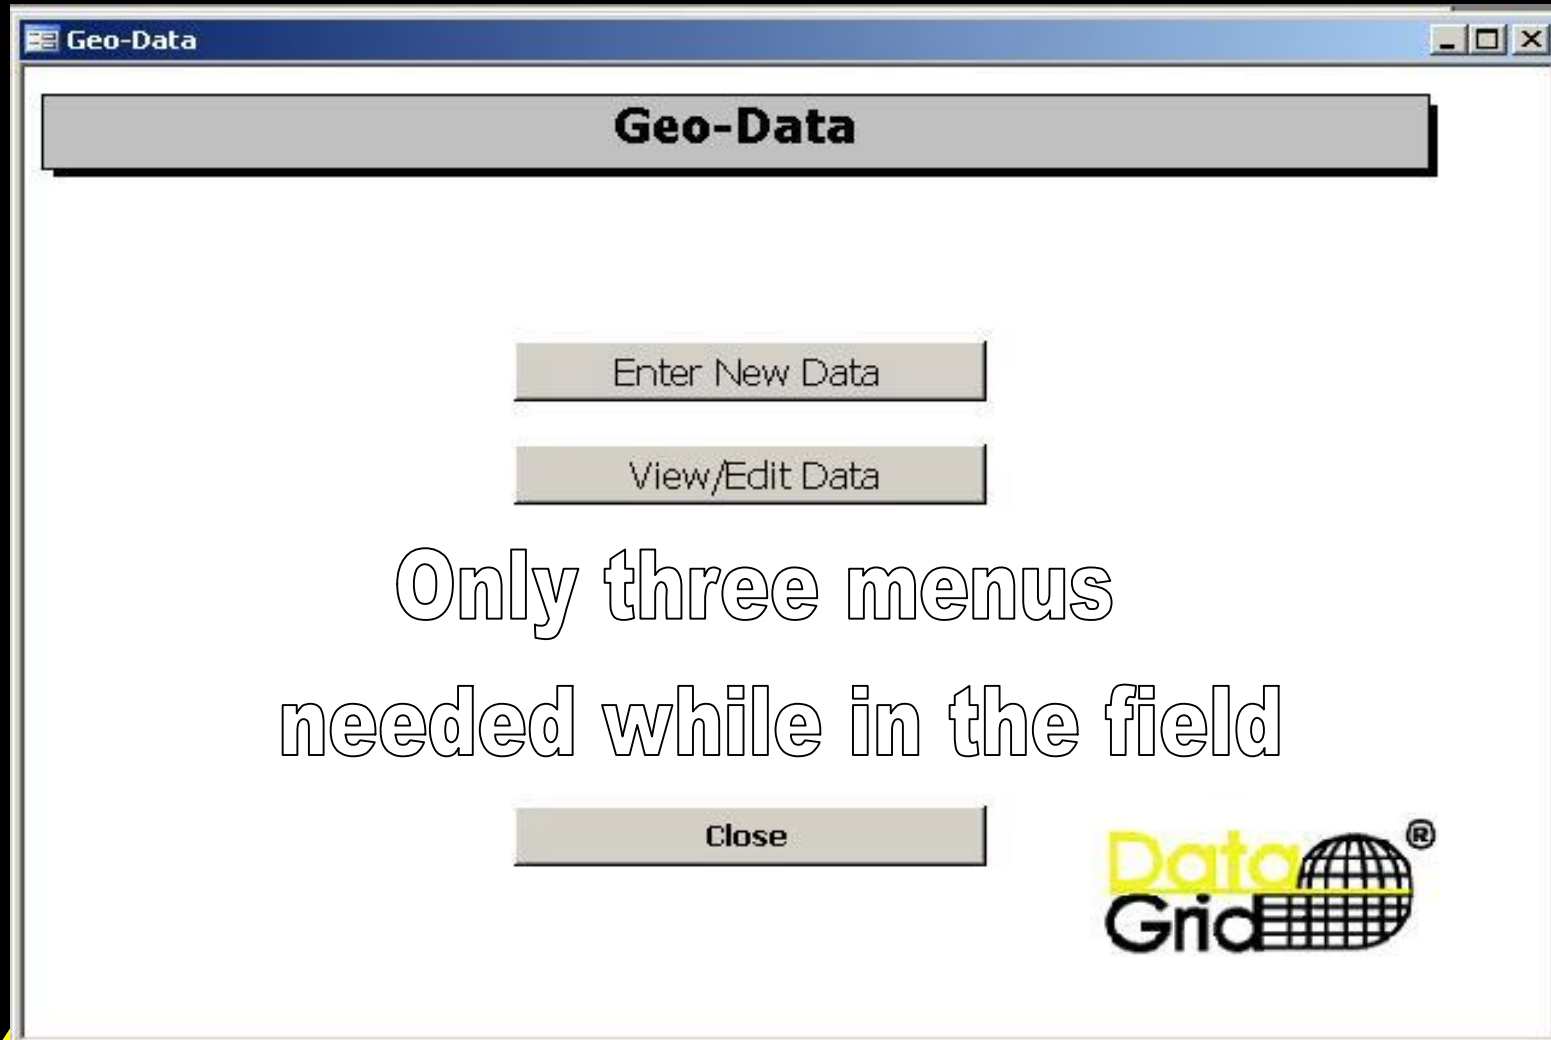 Geo-Data
Geo-Data
Enter New Data
View/Edit Data
Only three menus
needed while in the field
Close
Data ®
Grid